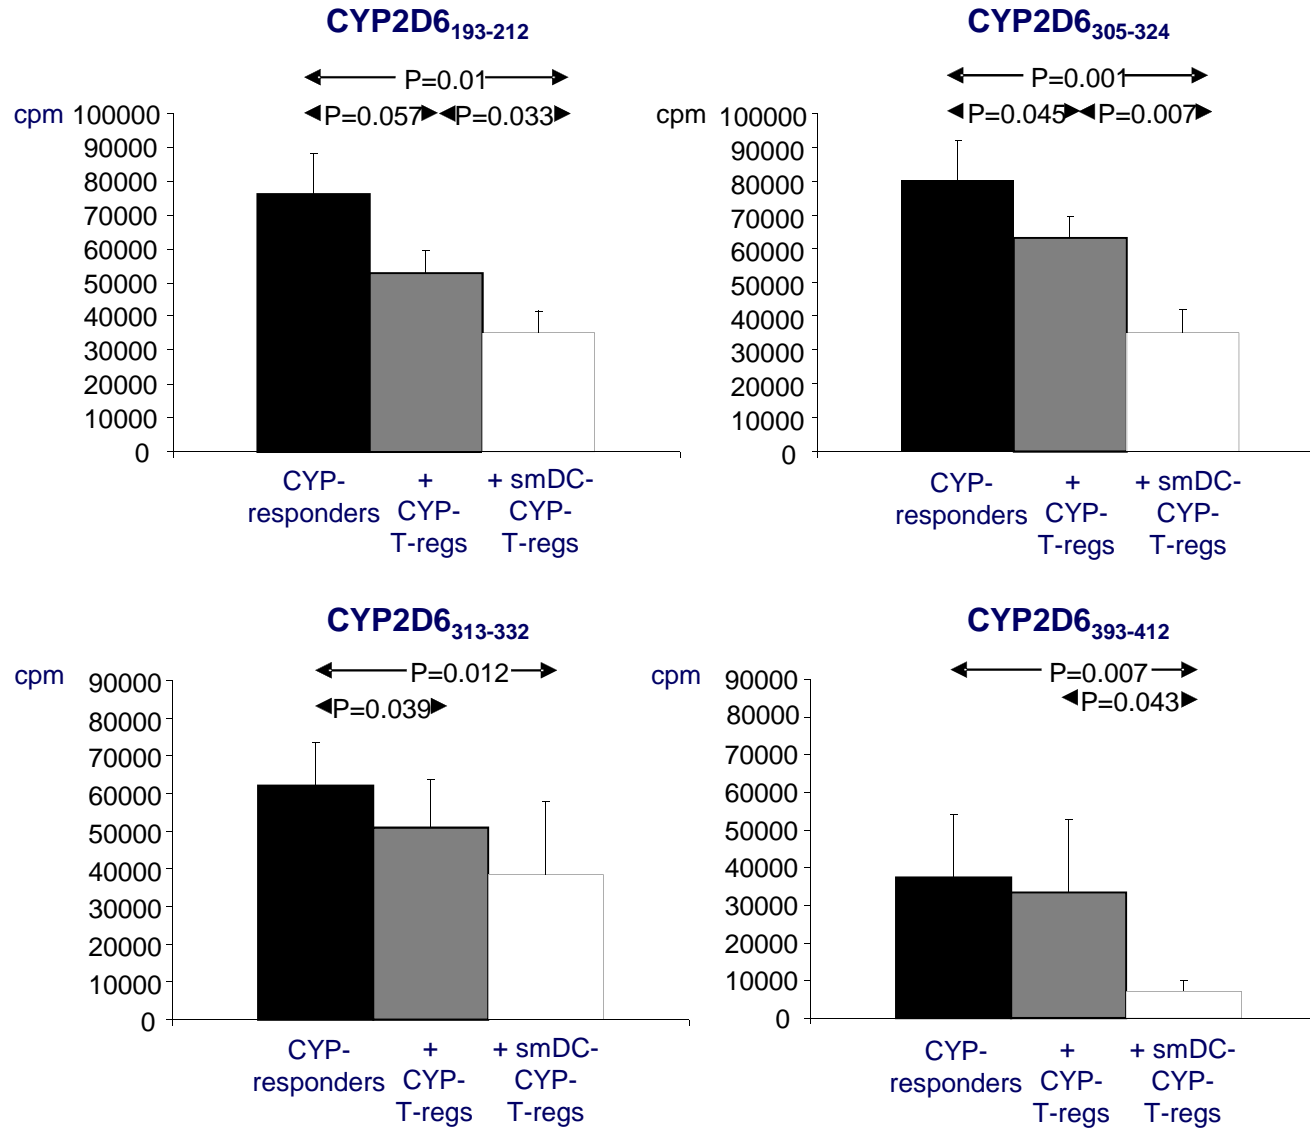 CYP2D6193-212
P=0.01
cpm
P=0.057
P=0.033
100000
90000
80000
70000
60000
50000
40000
30000
20000
10000
0
CYP-
responders
+
CYP-
T-regs
+ smDC-
CYP-
T-regs
CYP2D6305-324
P=0.001
cpm
P=0.045
P=0.007
100000
90000
80000
70000
60000
50000
40000
30000
20000
10000
0
CYP-
responders
+
CYP-
T-regs
+ smDC-
CYP-
T-regs
CYP2D6313-332
P=0.012
cpm
P=0.039
90000
80000
70000
60000
50000
40000
30000
20000
10000
0
CYP-
responders
+
CYP-
T-regs
+ smDC-
CYP-
T-regs
CYP2D6393-412
P=0.007
cpm
P=0.043
90000
80000
70000
60000
50000
40000
30000
20000
10000
0
CYP-
responders
+
CYP-
T-regs
+ smDC-
CYP-
T-regs